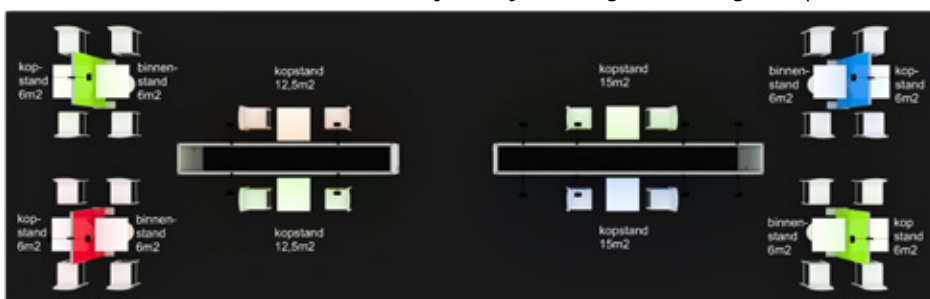 kop-
stand
6m2
binnen-
stand
6m2
kopstand
12,5m2
kopstand
15m2
binnen-
stand
6m2
kop-
stand
6m2
kop-
stand
6m2
binnen-
stand
6m2
kopstand
12,5m2
kopstand
15m2
binnen-
stand
6m2
kop
stand
6m2